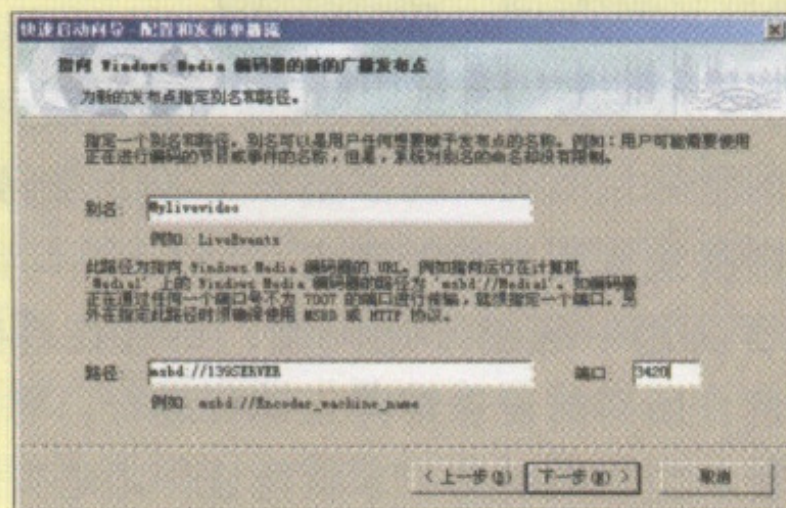 快速启动向导-配置和发布单播流
指向 Windows Media 编码器的新的广播发布点
为新的发布点指定别名和路径。
指定一个别名和路径。别名可以是用户任何想要赋予发布点的名称。例如：用户可能需要使用
正在进行编码的节目或事件的名称，但是，系统对别名的命名却没有限制。
别名: Mylivevideo
例如: LiveEvents
此路径为指向 Windows Media 编码器的 URL。例如指向运行在计算机
'Media1' 上的 Windows Media 编码器的路径为 'msbd://Media1'。如编码器
正在通过任何一个端口号不为 7007 的端口进行传输，就须指定一个端口。另
外在指定此路径时须确保使用 MSBD 或 HTTP 协议。
路径: msbd://139SERVER 端口: 3420
例如: msbd://Encoder_machine_name
< 上一步(B) 下一步(N) > 取消